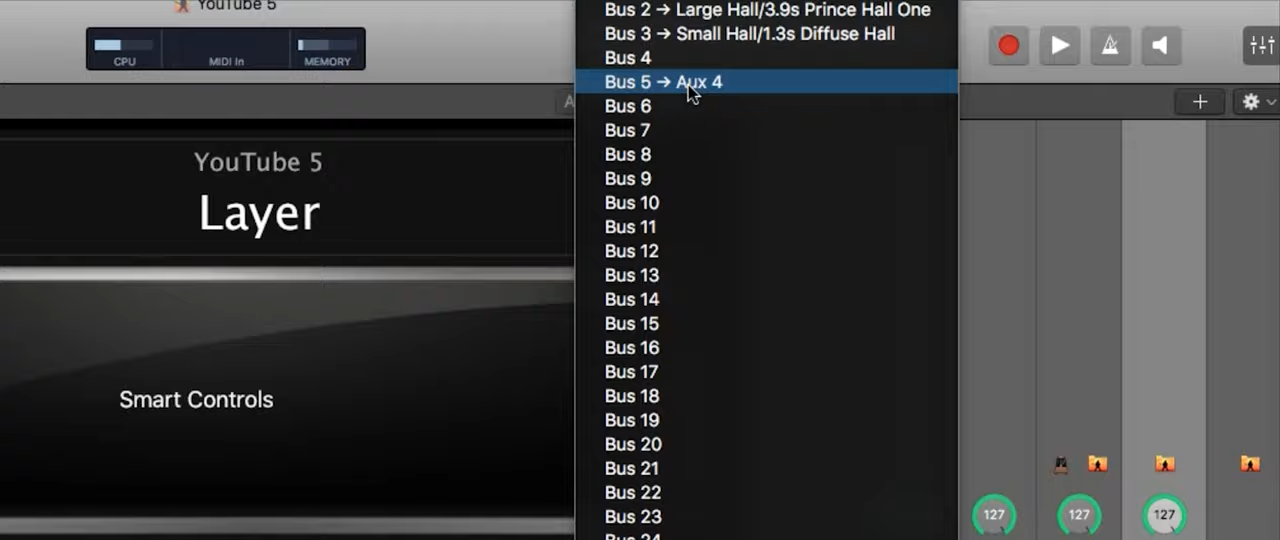 YouTube 5
CPU
MIDI In
MEMORY
Bus 2 → Large Hall/3.9s Prince Hall One
Bus 3 → Small Hall/1.3s Diffuse Hall
Bus 4
Bus 5 → Aux 4
Bus 6
Bus 7
Bus 8
Bus 9
Bus 10
Bus 11
Bus 12
Bus 13
Bus 14
Bus 15
Bus 16
Bus 17
Bus 18
Bus 19
Bus 20
Bus 21
Bus 22
Bus 23
Bus 24
YouTube 5
Layer
Smart Controls
127
127
127